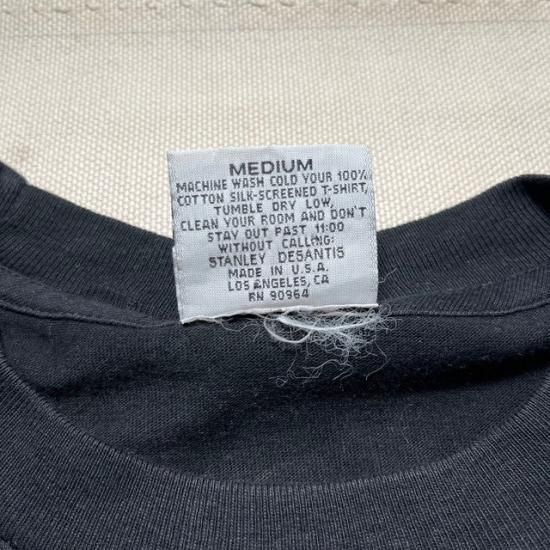 MEDIUM
MACHINE WASH COLD YOUR 100%
COTTON SILK-SCREENED T-SHIRT,
TUMBLE DRY LOW,
CLEAN YOUR ROOM AND DON'T
STAY OUT PAST 11:00
WITHOUT CALLING:
STANLEY DESANTIS
MADE IN U.S.A.
LOS ANGELES, CA
RN 90964